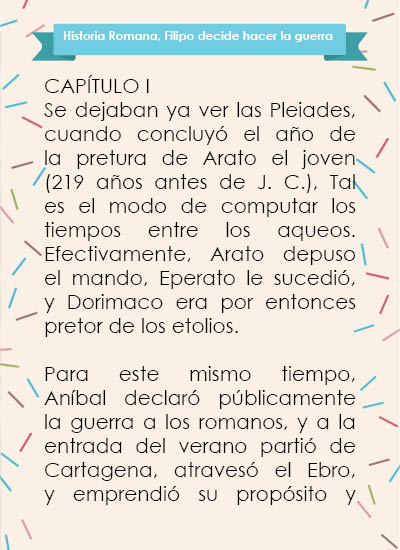 Historia Romana, Filipo decide hacer la guerra
CAPÍTULO I
Se dejaban ya ver las Pleiades,
cuando concluyó el año de
la pretura de Arato el joven
(219 años antes de J. C.), Tal
es el modo de computar los
tiempos entre los aqueos.
Efectivamente, Arato depuso
el mando, Eperato le sucedió,
y Dorimaco era por entonces
pretor de los etolios.
Para este mismo tiempo,
Aníbal declaró públicamente
la guerra a los romanos, y a la
entrada del verano partió de
Cartagena, atravesó el Ebro,
y emprendió su propósito y